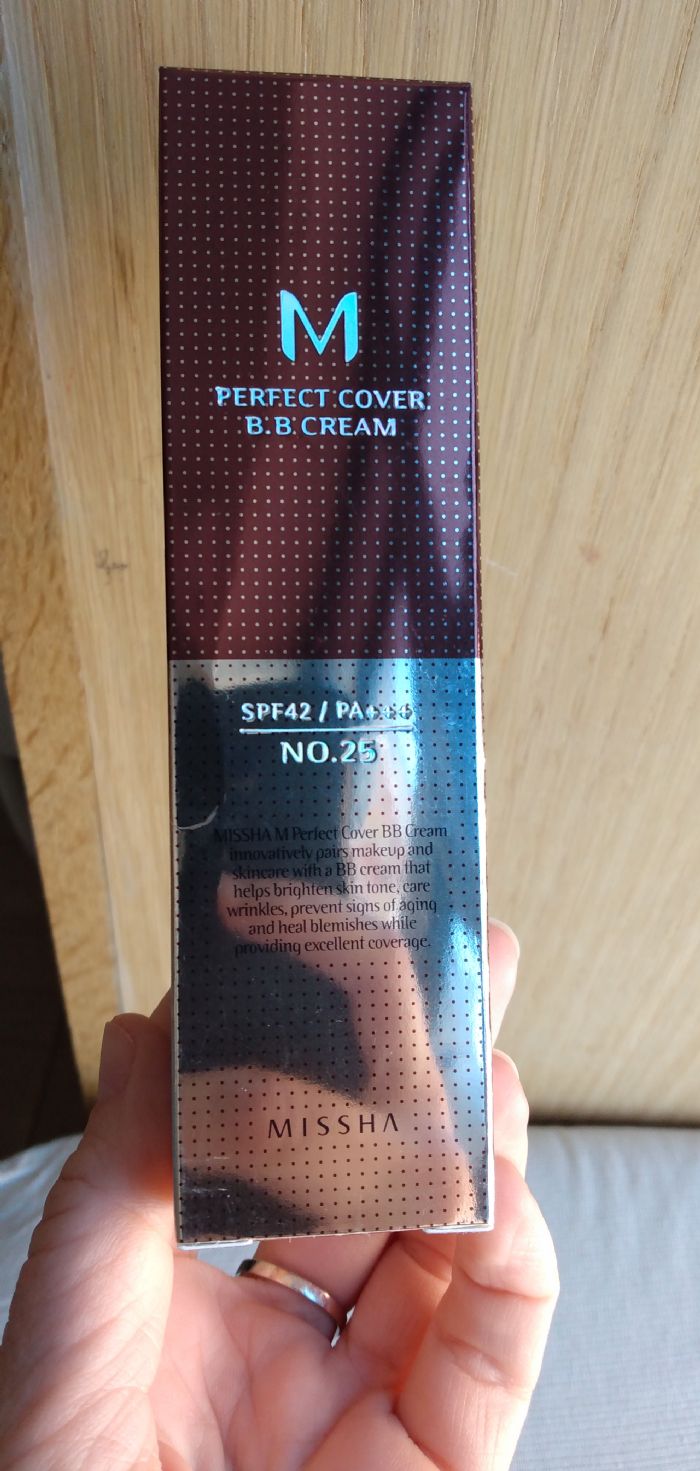 M
PERFECT COVER
B.B CREAM
SPF42 / PA+++
NO.25
MISSHA M Perfect Cover BB Cream
innovatively pairs makeup and
skincare with a BB cream that
helps brighten skin tone, care
wrinkles, prevent signs of aging
and heal blemishes while
providing excellent coverage.
MISSHA